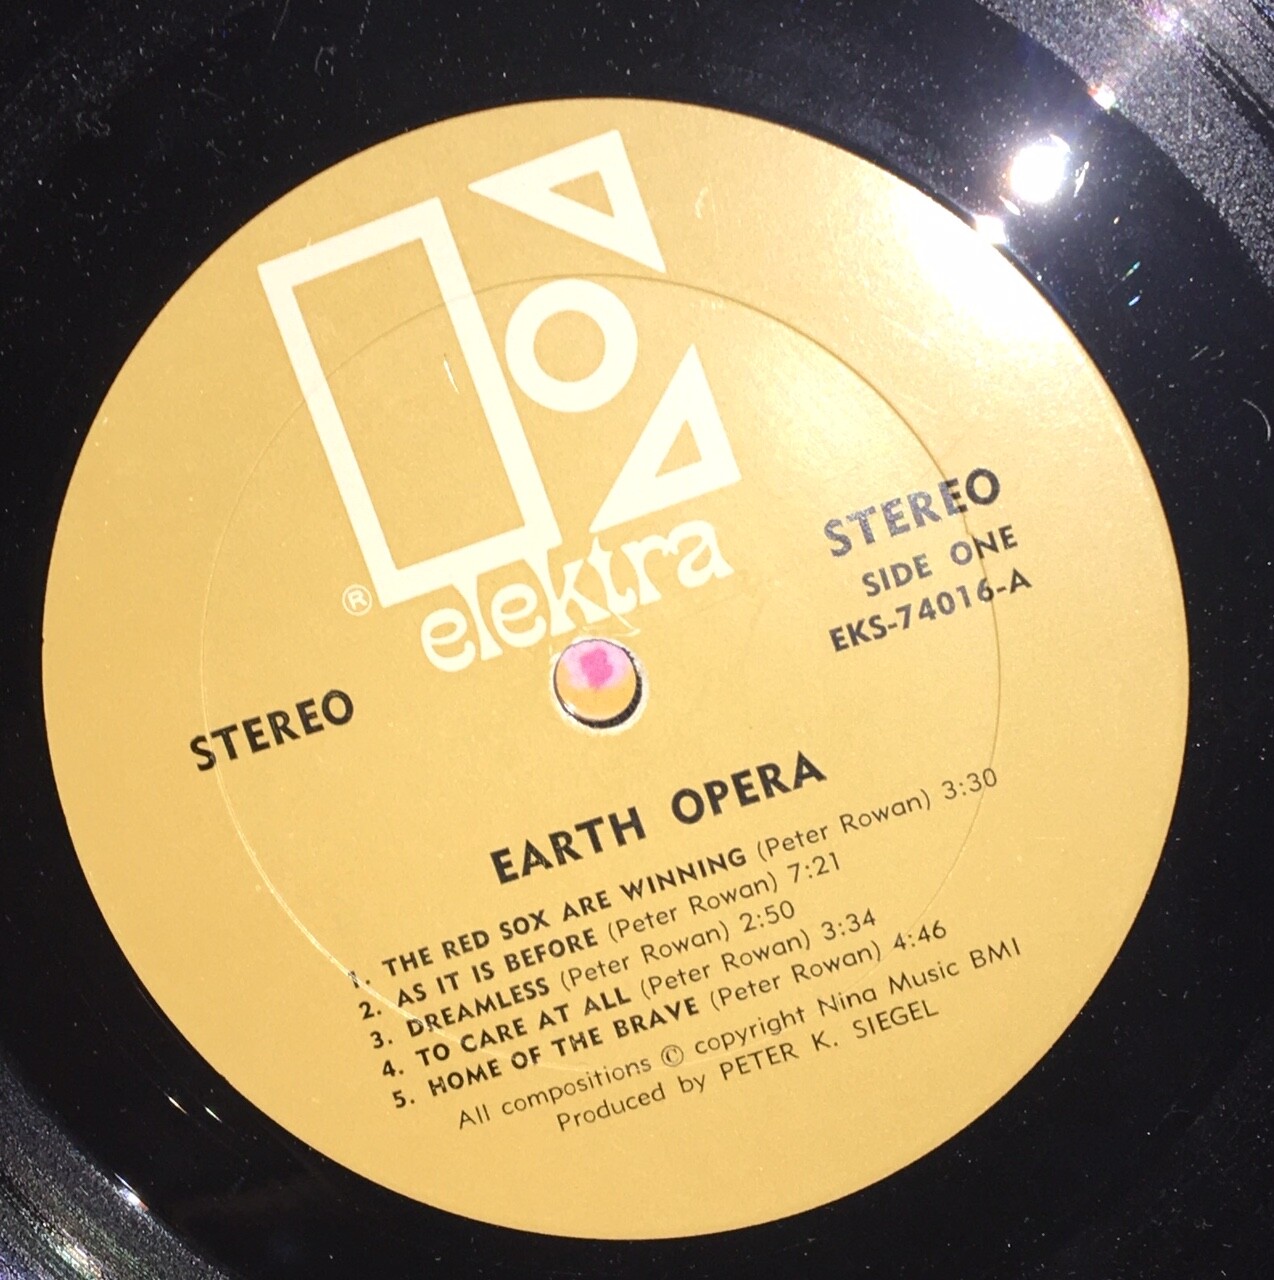 ®
elektra
STEREO
SIDE ONE
EKS-74016-A
STEREO
EARTH OPERA
1. THE RED SOX ARE WINNING (Peter Rowan) 3:30
2. AS IT IS BEFORE (Peter Rowan) 7:21
3. DREAMLESS (Peter Rowan) 2:50
4. TO CARE AT ALL (Peter Rowan) 3:34
5. HOME OF THE BRAVE (Peter Rowan) 4:46
All compositions © copyright Nina Music BMI
Produced by PETER K. SIEGEL